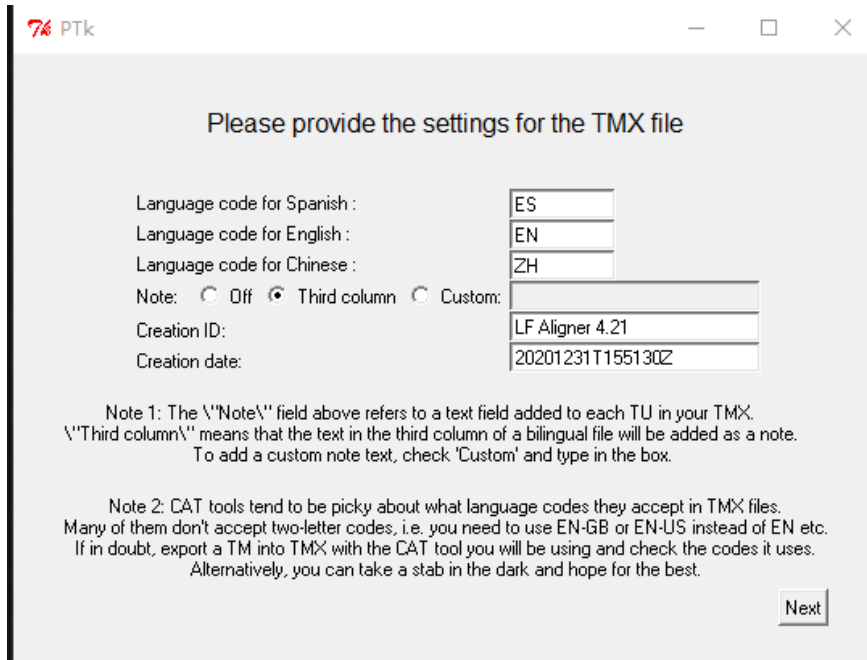 PTk
Please provide the settings for the TMX file
Language code for Spanish : ES
Language code for English : EN
Language code for Chinese : ZH
Note: Off Third column Custom:
Creation ID: LF Aligner 4.21
Creation date: 20201231T155130Z
Note 1: The \"Note\" field above refers to a text field added to each TU in your TMX.
\"Third column\" means that the text in the third column of a bilingual file will be added as a note.
To add a custom note text, check 'Custom' and type in the box.
Note 2: CAT tools tend to be picky about what language codes they accept in TMX files.
Many of them don't accept two-letter codes, i.e. you need to use EN-GB or EN-US instead of EN etc.
If in doubt, export a TM into TMX with the CAT tool you will be using and check the codes it uses.
Alternatively, you can take a stab in the dark and hope for the best.
Next